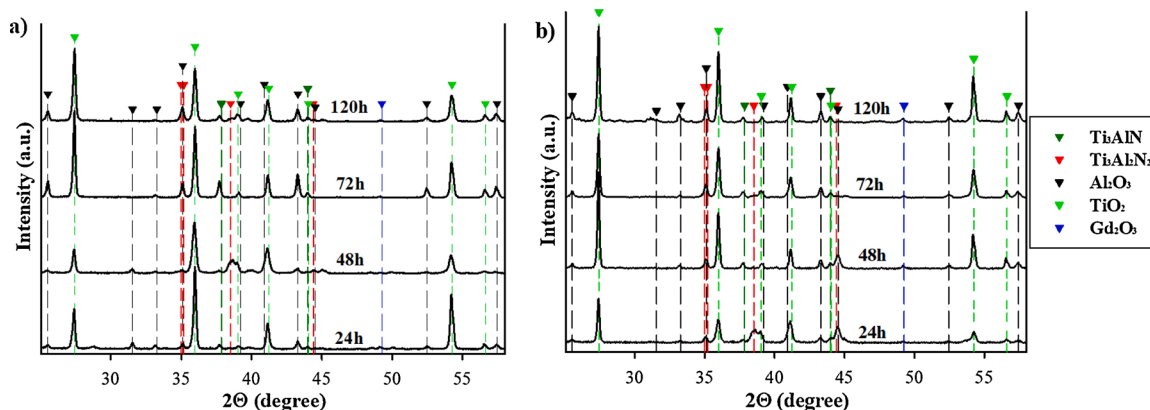 a)
120h
72h
48h
24h
Intensity (a.u.)
30 35 40 45 50 55
2Θ (degree)
b)
120h
72h
48h
24h
Intensity (a.u.)
30 35 40 45 50 55
2Θ (degree)
Ti₃AlN
Ti₃Al₂N₂
Al₂O₃
TiO₂
Gd₂O₃